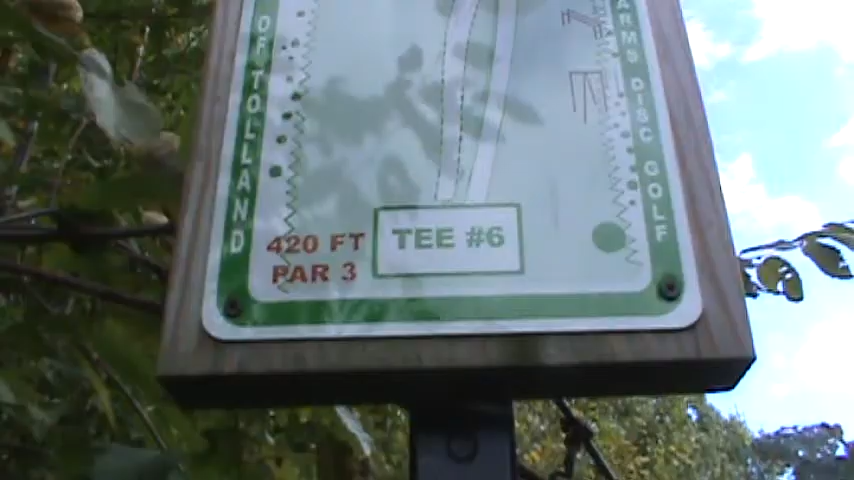 OF TOLLAND
ARMS DISC GOLF
420 FT
PAR 3
TEE #6